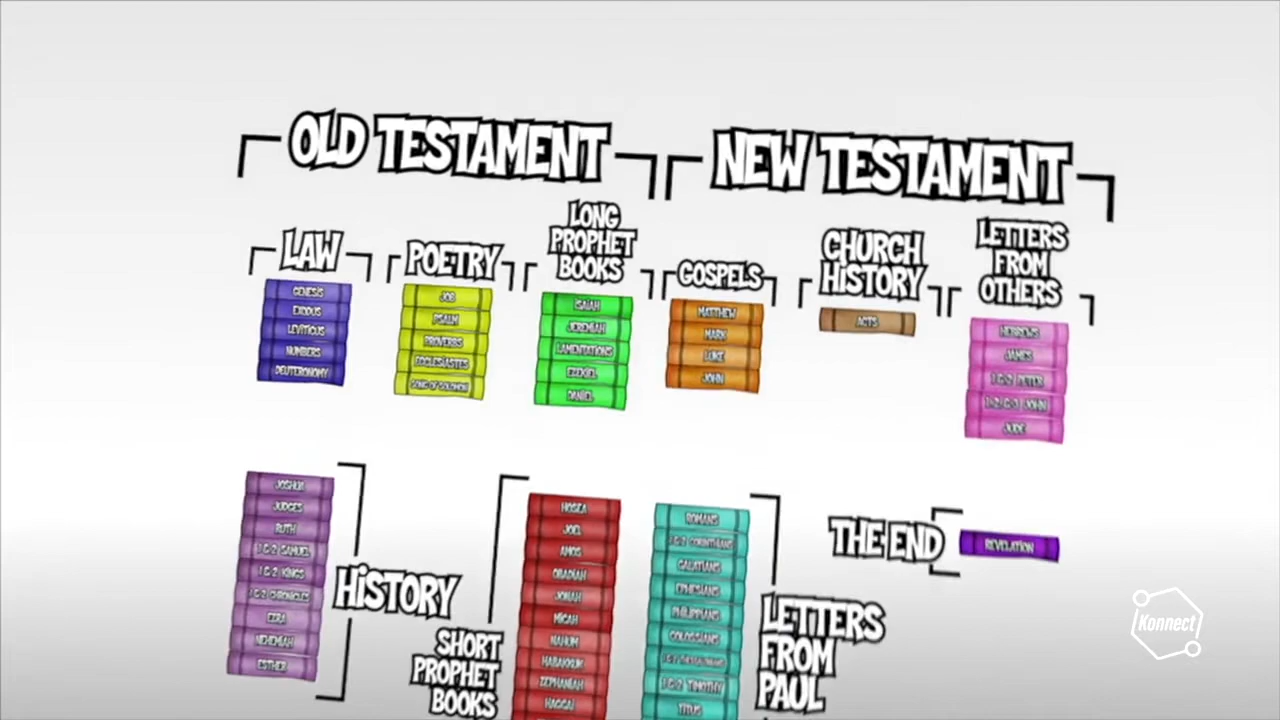 OLD TESTAMENT
NEW TESTAMENT
LAW
GENESIS
EXODUS
LEVITICUS
NUMBERS
DEUTERONOMY
POETRY
JOB
PSALM
PROVERBS
ECCLESIASTES
SONG OF SOLOMON
LONG
PROPHET
BOOKS
ISAIAH
JEREMIAH
LAMENTATIONS
EZEKIEL
DANIEL
GOSPELS
MATTHEW
MARK
LUKE
JOHN
CHURCH
HISTORY
ACTS
LETTERS
FROM
OTHERS
HEBREWS
JAMES
1 & 2 PETER
1, 2, & 3 JOHN
JUDE
JOSHUA
JUDGES
RUTH
1 & 2 SAMUEL
1 & 2 KINGS
1 & 2 CHRONICLES
EZRA
NEHEMIAH
ESTHER
HISTORY
SHORT
PROPHET
BOOKS
HOSEA
JOEL
AMOS
OBADIAH
JONAH
MICAH
NAHUM
HABAKKUK
ZEPHANIAH
HAGGAI
ROMANS
1 & 2 CORINTHIANS
GALATIANS
EPHESIANS
PHILIPPIANS
COLOSSIANS
1 & 2 THESSALONIANS
1 & 2 TIMOTHY
TITUS
LETTERS
FROM
PAUL
THE END
REVELATION
Konnect